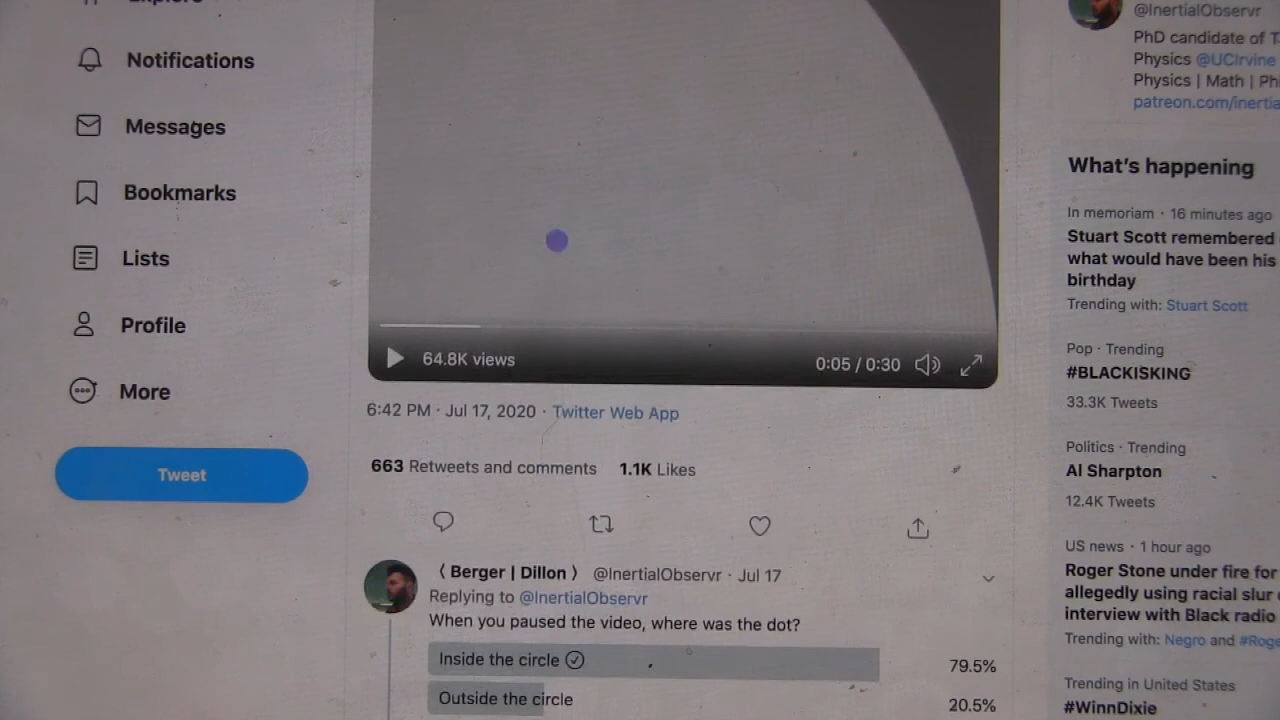 Explore
Notifications
Messages
Bookmarks
Lists
Profile
More
Tweet
64.8K views
0:05 / 0:30
6:42 PM · Jul 17, 2020 · Twitter Web App
663 Retweets and comments 1.1K Likes
⟨ Berger | Dillon ⟩ @InertialObservr · Jul 17
Replying to @InertialObservr
When you paused the video, where was the dot?
Inside the circle 79.5%
Outside the circle 20.5%
@InertialObservr
PhD candidate of
Physics @UCIrvine
Physics | Math |
patreon.com/inertia
What's happening
In memoriam · 16 minutes ago
Stuart Scott remembered
what would have been his
birthday
Trending with: Stuart Scott
Pop · Trending
#BLACKISKING
33.3K Tweets
Politics · Trending
Al Sharpton
12.4K Tweets
US news · 1 hour ago
Roger Stone under fire for
allegedly using racial slur
interview with Black radio
Trending with: Negro and #Roge
Trending in United States
#WinnDixie